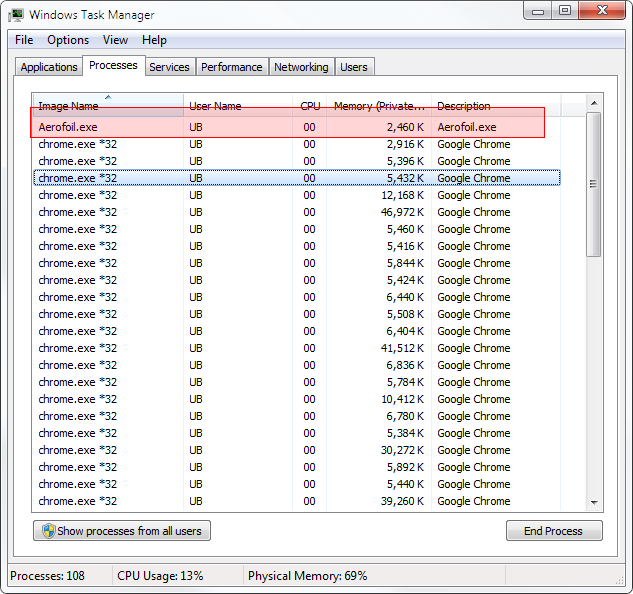 Windows Task Manager
File Options View Help
Applications Processes Services Performance Networking Users
Image Name User Name CPU Memory (Private... Description
Aerofoil.exe UB 00 2,460 K Aerofoil.exe
chrome.exe *32 UB 00 2,916 K Google Chrome
chrome.exe *32 UB 00 5,396 K Google Chrome
chrome.exe *32 UB 00 5,432 K Google Chrome
chrome.exe *32 UB 00 12,168 K Google Chrome
chrome.exe *32 UB 00 46,972 K Google Chrome
chrome.exe *32 UB 00 5,460 K Google Chrome
chrome.exe *32 UB 00 5,416 K Google Chrome
chrome.exe *32 UB 00 5,844 K Google Chrome
chrome.exe *32 UB 00 5,424 K Google Chrome
chrome.exe *32 UB 00 6,440 K Google Chrome
chrome.exe *32 UB 00 5,508 K Google Chrome
chrome.exe *32 UB 00 6,404 K Google Chrome
chrome.exe *32 UB 00 41,512 K Google Chrome
chrome.exe *32 UB 00 6,836 K Google Chrome
chrome.exe *32 UB 00 5,784 K Google Chrome
chrome.exe *32 UB 00 10,412 K Google Chrome
chrome.exe *32 UB 00 6,780 K Google Chrome
chrome.exe *32 UB 00 5,384 K Google Chrome
chrome.exe *32 UB 00 30,272 K Google Chrome
chrome.exe *32 UB 00 5,892 K Google Chrome
chrome.exe *32 UB 00 5,440 K Google Chrome
chrome.exe *32 UB 00 39,260 K Google Chrome
Show processes from all users End Process
Processes: 108 CPU Usage: 13% Physical Memory: 69%